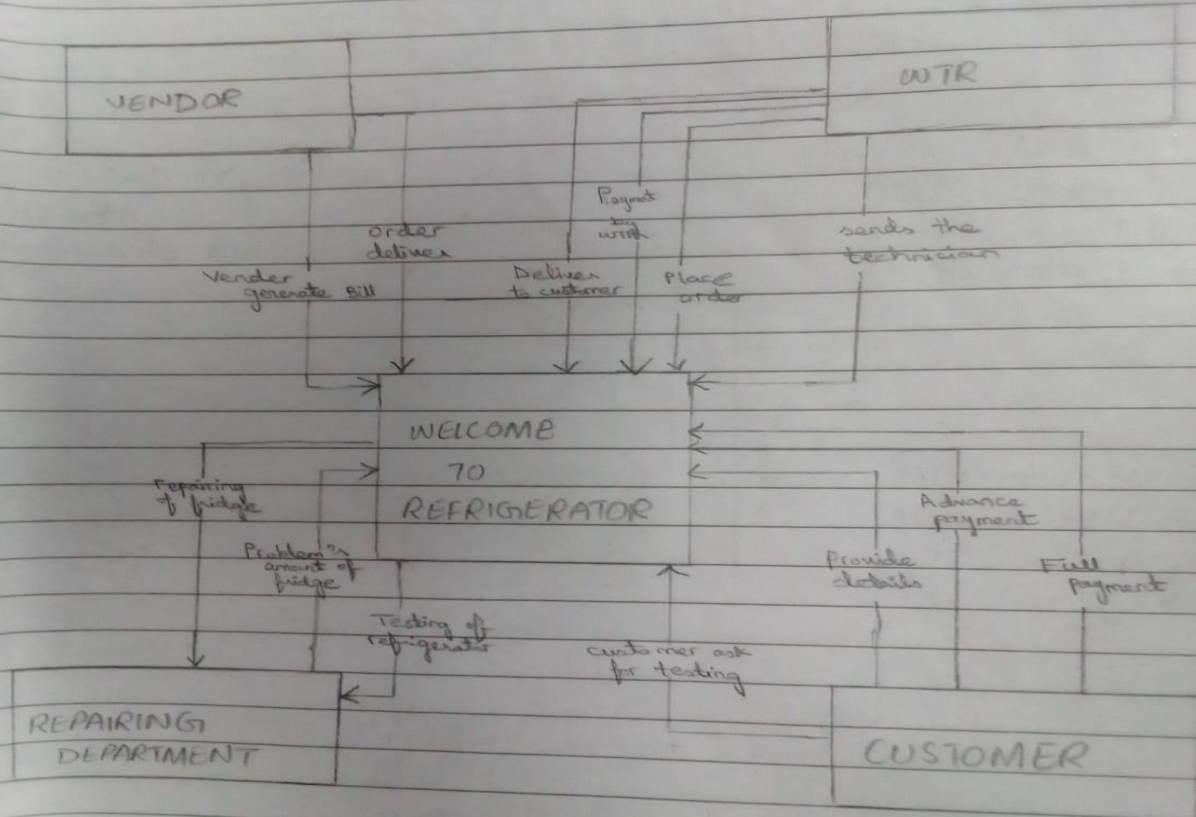 VENDOR
WTR
Paymet
by
WTR
order
deliver
sends the
technician
Vender
generate Bill
Deliver
to customer
Place
order
WELCOME
TO
REFRIGERATOR
repairing
of fridge
Advance
payment
Problem &
amount of
fridge
Provide
details
Full
payment
Testing of
refrigerator
customer ask
for testing
REPAIRING
DEPARTMENT
CUSTOMER